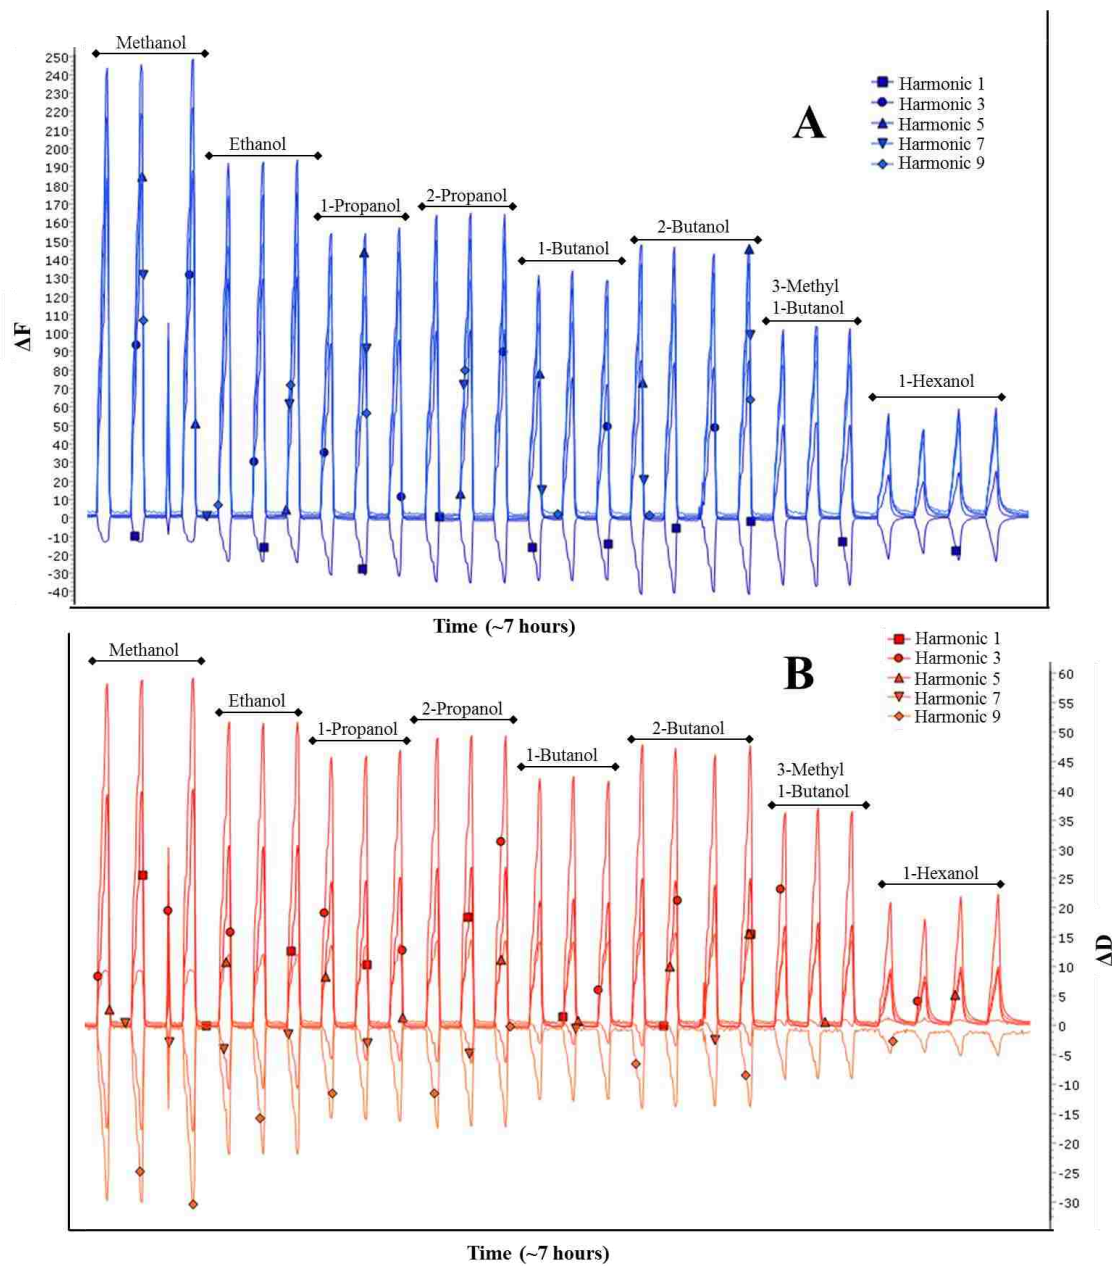 Methanol
Ethanol
1-Propanol
2-Propanol
1-Butanol
2-Butanol
3-Methyl
1-Butanol
1-Hexanol
A
Harmonic 1
Harmonic 3
Harmonic 5
Harmonic 7
Harmonic 9
250
240
230
220
210
200
190
180
170
160
150
140
130
120
110
100
90
80
70
60
50
40
30
20
10
0
-10
-20
-30
-40
ΔF
Time (~7 hours)
Methanol
Ethanol
1-Propanol
2-Propanol
1-Butanol
2-Butanol
3-Methyl
1-Butanol
1-Hexanol
B
Harmonic 1
Harmonic 3
Harmonic 5
Harmonic 7
Harmonic 9
60
55
50
45
40
35
30
25
20
15
10
5
0
-5
-10
-15
-20
-25
-30
ΔD
Time (~7 hours)